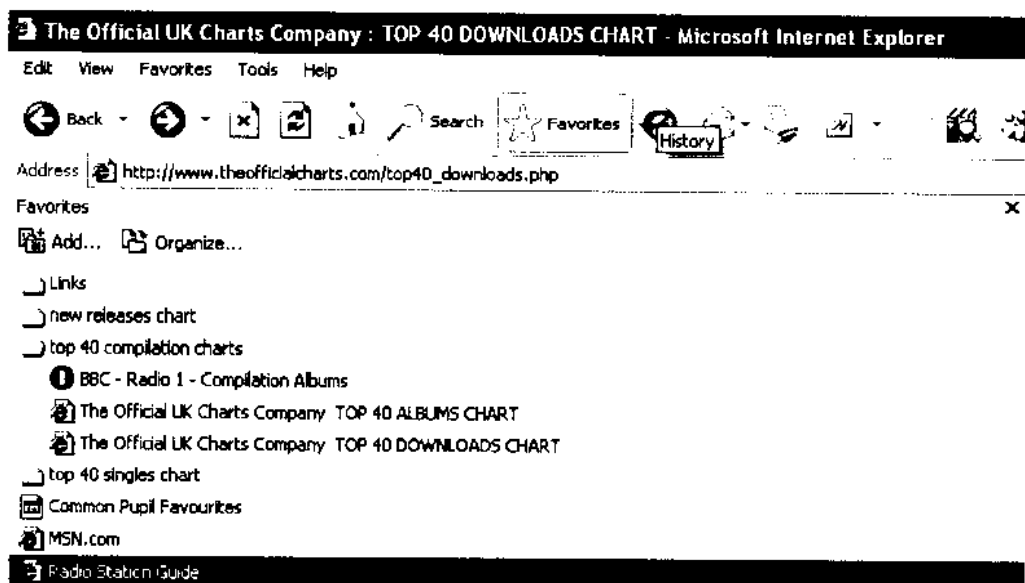 The Official UK Charts Company : TOP 40 DOWNLOADS CHART - Microsoft Internet Explorer
Edit View Favorites Tools Help
Back Search Favorites History
Address http://www.theofficialcharts.com/top40_downloads.php
Favorites
Add... Organize...
Links
new releases chart
top 40 compilation charts
BBC - Radio 1 - Compilation Albums
The Official UK Charts Company TOP 40 ALBUMS CHART
The Official UK Charts Company TOP 40 DOWNLOADS CHART
top 40 singles chart
Common Pupil Favourites
MSN.com
Radio Station Guide